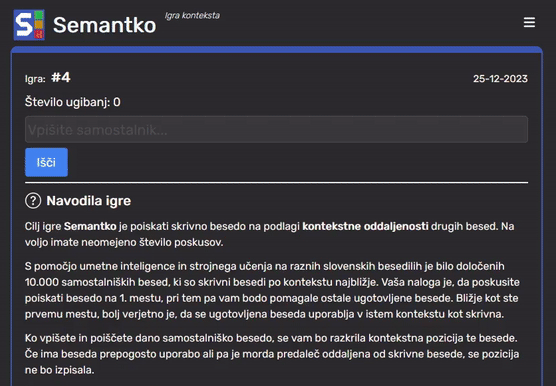 Semantko
Igra konteksta
Igra: #4
25-12-2023
Število ugibanj: 0
Vpišite samostalnik...
Išči
Navodila igre
Cilj igre Semantko je poiskati skrivno besedo na podlagi kontekstne oddaljenosti drugih besed. Na
voljo imate neomejeno število poskusov.
S pomočjo umetne inteligence in strojnega učenja na raznih slovenskih besedilih je bilo določenih
10.000 samostalniških besed, ki so skrivni besedi po kontekstu najbližje. Vaša naloga je, da poskusite
poiskati besedo na 1. mestu, pri tem pa vam bodo pomagale ostale ugotovljene besede. Bližje kot ste
prvemu mestu, bolj verjetno je, da se ugotovljena beseda uporablja v istem kontekstu kot skrivna.
Ko vpišete in poiščete dano samostalniško besedo, se vam bo razkrila kontekstna pozicija te besede.
Če ima beseda prepogosto uporabo ali pa je morda predaleč oddaljena od skrivne besede, se pozicija
ne bo izpisala.